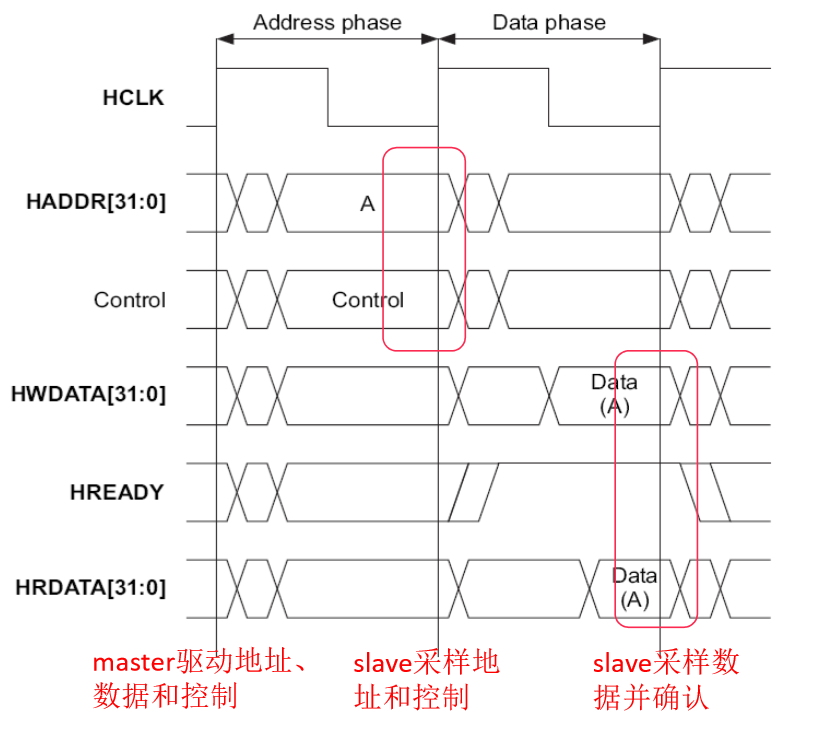 Address phase
Data phase
HCLK
HADDR[31:0]
A
Control
Control
HWDATA[31:0]
Data
(A)
HREADY
HRDATA[31:0]
Data
(A)
master驱动地址、
数据和控制
slave采样地
址和控制
slave采样数
据并确认